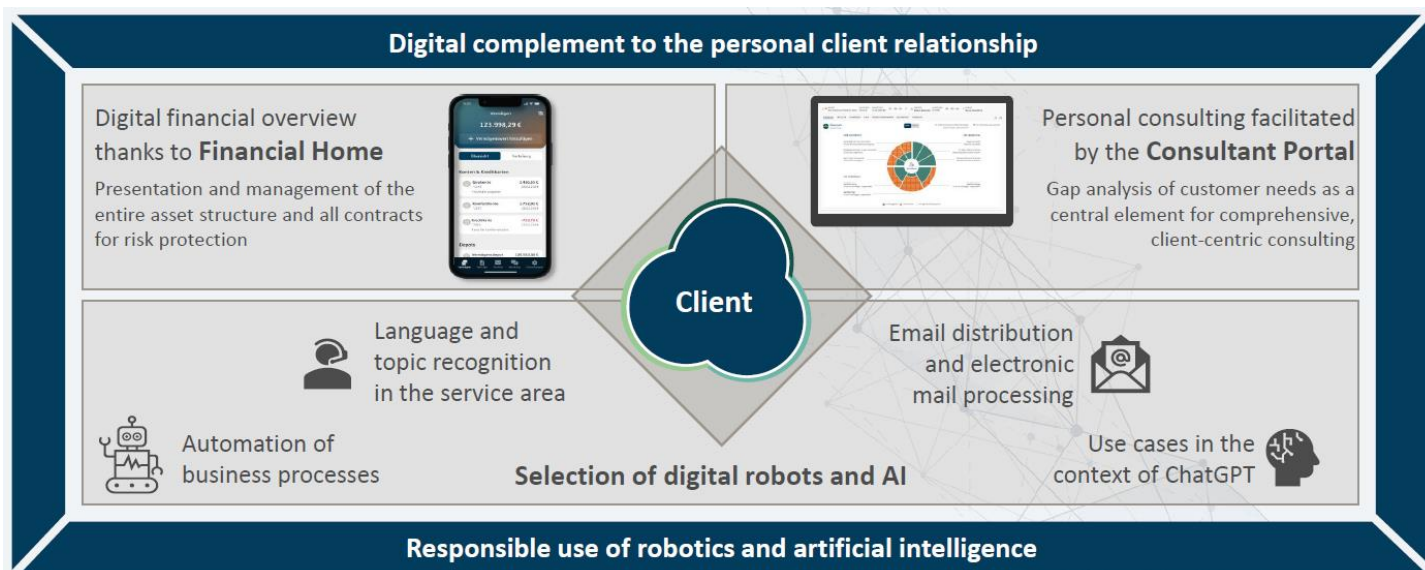 Digital complement to the personal client relationship
Digital financial overview
thanks to Financial Home
Presentation and management of the
entire asset structure and all contracts
for risk protection
123.998,29 €
Personal consulting facilitated
by the Consultant Portal
Gap analysis of customer needs as a
central element for comprehensive,
client-centric consulting
Client
Language and
topic recognition
in the service area
Automation of
business processes
Email distribution
and electronic
mail processing
Use cases in the
context of ChatGPT
Selection of digital robots and AI
Responsible use of robotics and artificial intelligence